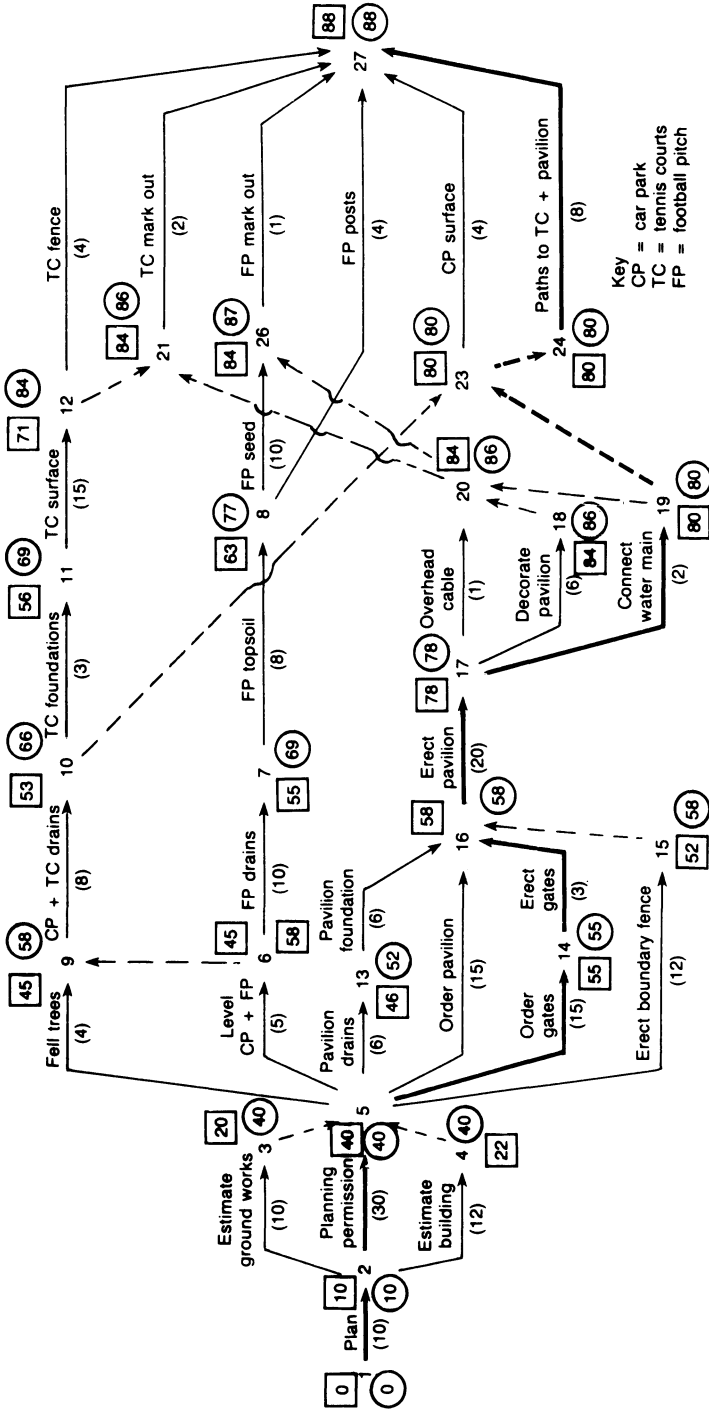 0
1
0
Plan
(10)
10
2
10
Estimate
ground works
(10)
20
40
3
Planning
permission
(30)
40
40
5
Estimate
building
(12)
40
4
22
Fell trees
(4)
45
58
9
CP + TC drains
(8)
53
66
10
TC foundations
(3)
56
69
11
TC surface
(15)
71
84
12
TC fence
(4)
84
86
21
TC mark out
(2)
Level
CP + FP
(5)
45
6
58
FP drains
(10)
7
55
69
FP topsoil
(8)
63
77
8
FP seed
(10)
84
87
26
FP mark out
(1)
FP posts
(4)
Pavilion
drains
(6)
13
46
52
Pavilion
foundation
(6)
Order pavilion
(15)
Order
gates
(15)
14
55
55
Erect
gates
(3)
Erect boundary fence
(12)
15
52
58
58
16
58
Erect
pavilion
(20)
78
78
17
Overhead
cable
(1)
84
20
86
Decorate
pavilion
(6)
18
84
86
Connect
water main
(2)
19
80
80
80
80
23
CP surface
(4)
24
80
80
Paths to TC + pavilion
(8)
88
88
27
Key
CP = car park
TC = tennis courts
FP = football pitch